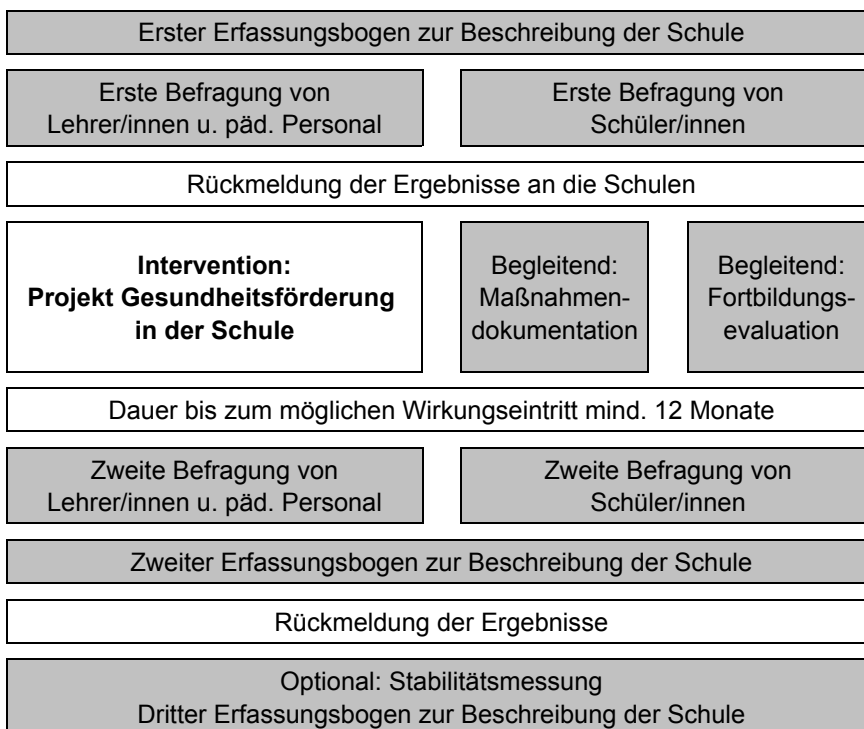 Erster Erfassungsbogen zur Beschreibung der Schule
Erste Befragung von
Lehrer/innen u. päd. Personal
Erste Befragung von
Schüler/innen
Rückmeldung der Ergebnisse an die Schulen
Intervention:
Projekt Gesundheitsförderung
in der Schule
Begleitend:
Maßnahmen-
dokumentation
Begleitend:
Fortbildungs-
evaluation
Dauer bis zum möglichen Wirkungseintritt mind. 12 Monate
Zweite Befragung von
Lehrer/innen u. päd. Personal
Zweite Befragung von
Schüler/innen
Zweiter Erfassungsbogen zur Beschreibung der Schule
Rückmeldung der Ergebnisse
Optional: Stabilitätsmessung
Dritter Erfassungsbogen zur Beschreibung der Schule